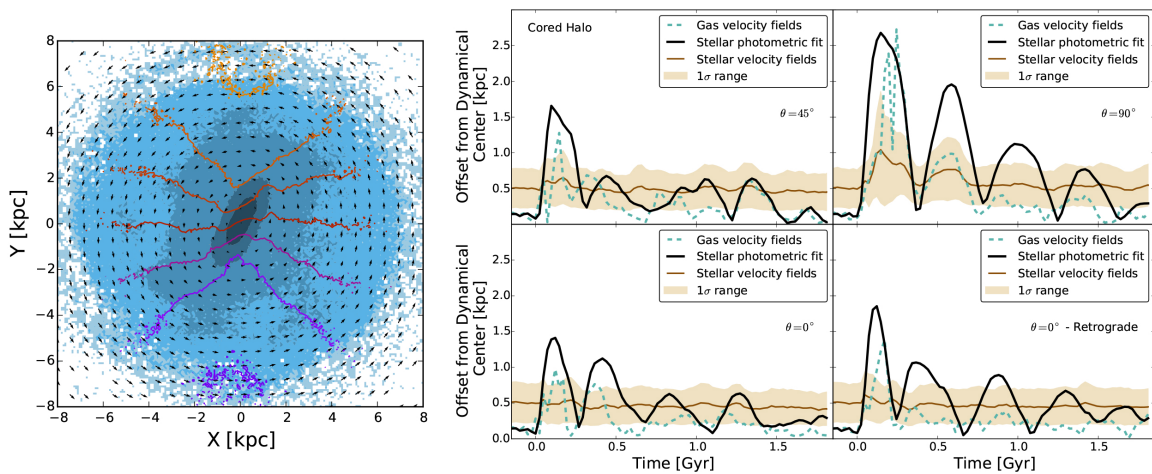 8
6
4
2
0
−2
−4
−6
−8
Y [kpc]
−8 −6 −4 −2 0 2 4 6 8
X [kpc]
Cored Halo
Gas velocity fields
Stellar photometric fit
Stellar velocity fields
1σ range
θ=45°
Gas velocity fields
Stellar photometric fit
Stellar velocity fields
1σ range
θ=90°
2.5
2.0
1.5
1.0
0.5
Offset from Dynamical
Center [kpc]
Gas velocity fields
Stellar photometric fit
Stellar velocity fields
1σ range
θ=0°
Gas velocity fields
Stellar photometric fit
Stellar velocity fields
1σ range
θ=0° - Retrograde
2.5
2.0
1.5
1.0
0.5
0.0
Offset from Dynamical
Center [kpc]
0.0 0.5 1.0 1.5
Time [Gyr]
0.0 0.5 1.0 1.5
Time [Gyr]